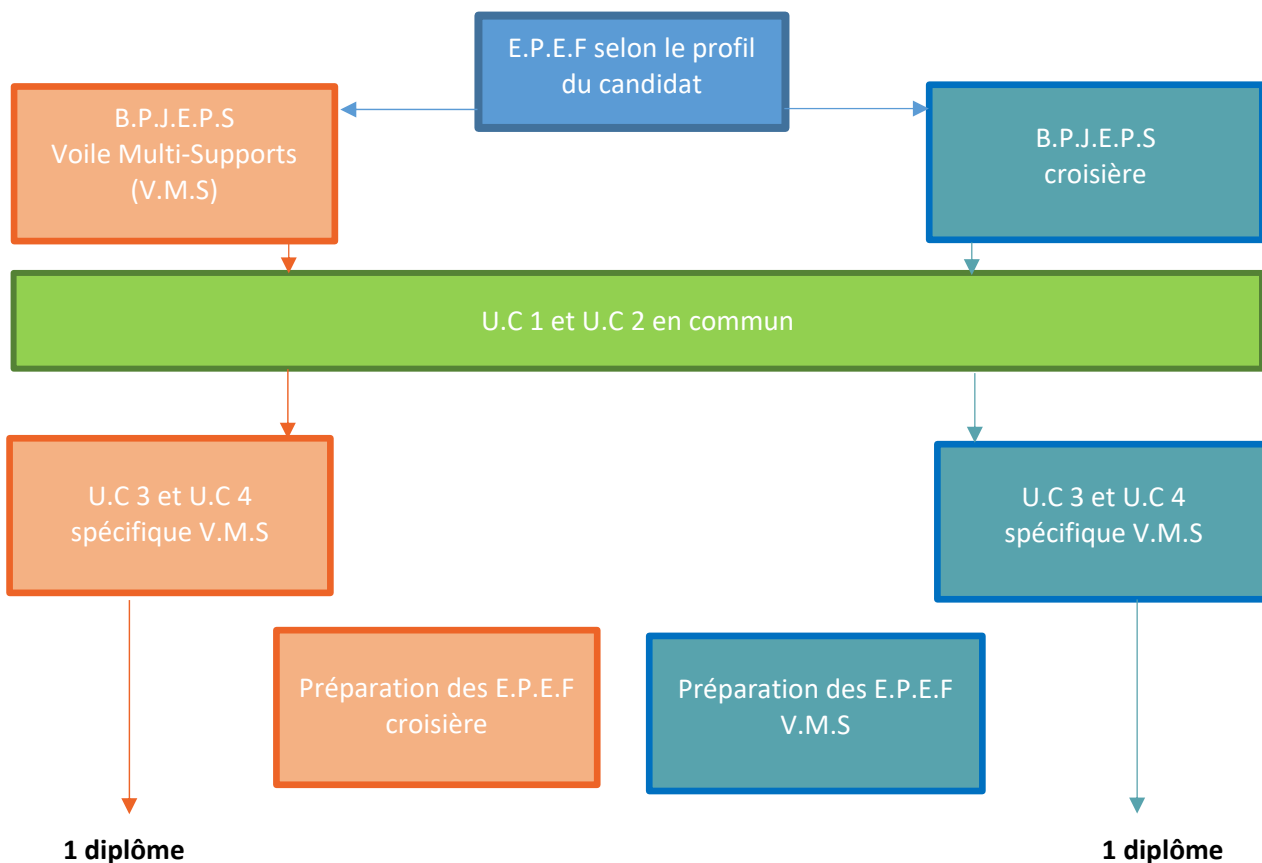 E.P.E.F selon le profil
du candidat
B.P.J.E.P.S
Voile Multi-Supports
(V.M.S)
B.P.J.E.P.S
croisière
U.C 1 et U.C 2 en commun
U.C 3 et U.C 4
spécifique V.M.S
U.C 3 et U.C 4
spécifique V.M.S
Préparation des E.P.E.F
croisière
Préparation des E.P.E.F
V.M.S
1 diplôme
1 diplôme